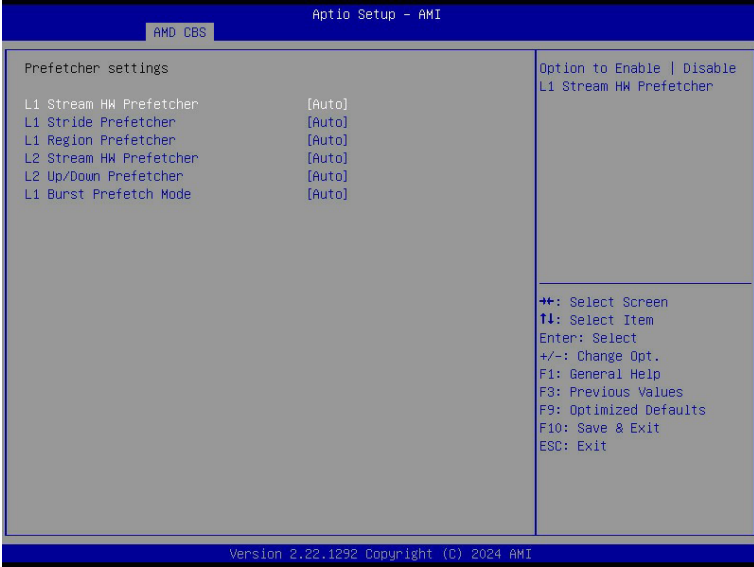 Aptio Setup – AMI
AMD CBS
Prefetcher settings
L1 Stream HW Prefetcher [Auto]
L1 Stride Prefetcher [Auto]
L1 Region Prefetcher [Auto]
L2 Stream HW Prefetcher [Auto]
L2 Up/Down Prefetcher [Auto]
L1 Burst Prefetch Mode [Auto]
Option to Enable | Disable
L1 Stream HW Prefetcher
→←: Select Screen
↑↓: Select Item
Enter: Select
+/-: Change Opt.
F1: General Help
F3: Previous Values
F9: Optimized Defaults
F10: Save & Exit
ESC: Exit
Version 2.22.1292 Copyright (C) 2024 AMI